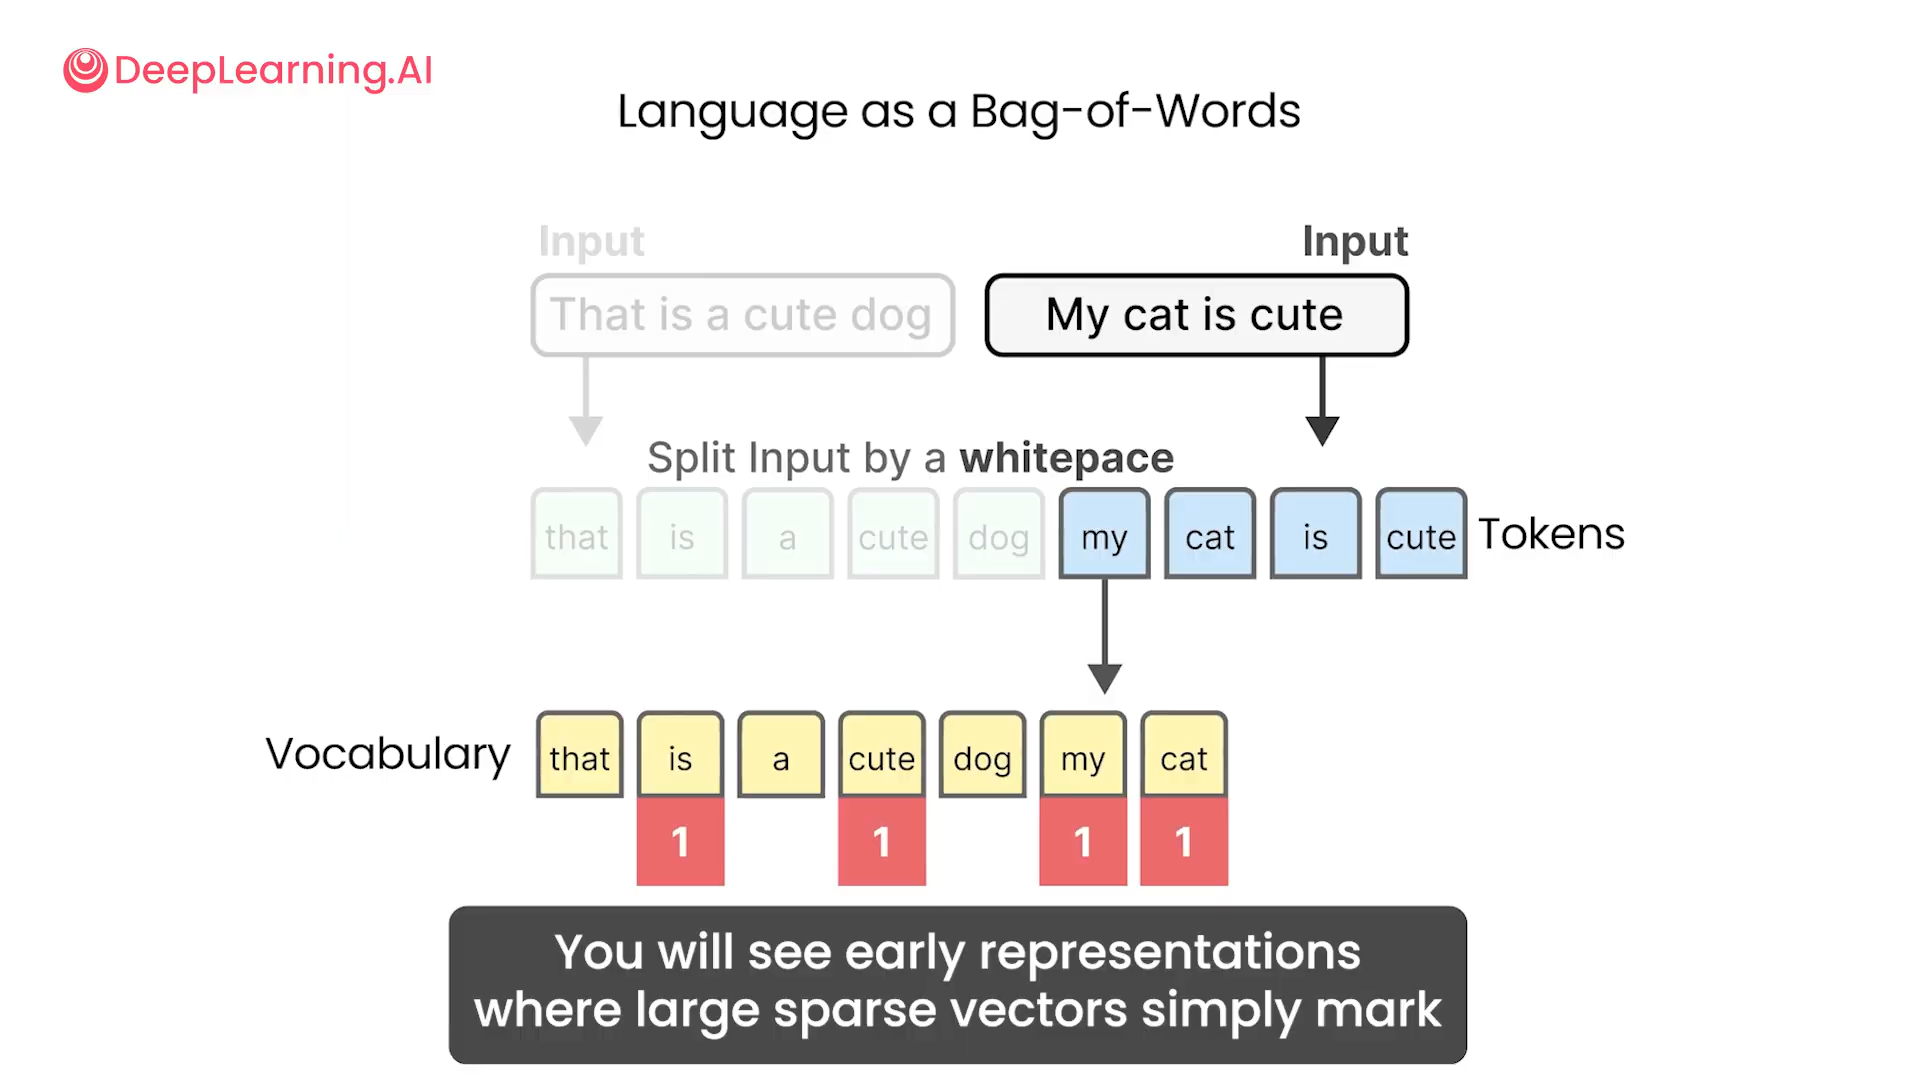 DeepLearning.AI
Language as a Bag-of-Words
Input
Input
That is a cute dog
My cat is cute
Split Input by a whitepace
that is a cute dog my cat is cute Tokens
Vocabulary that is a cute dog my cat
1 1 1 1
You will see early representations
where large sparse vectors simply mark